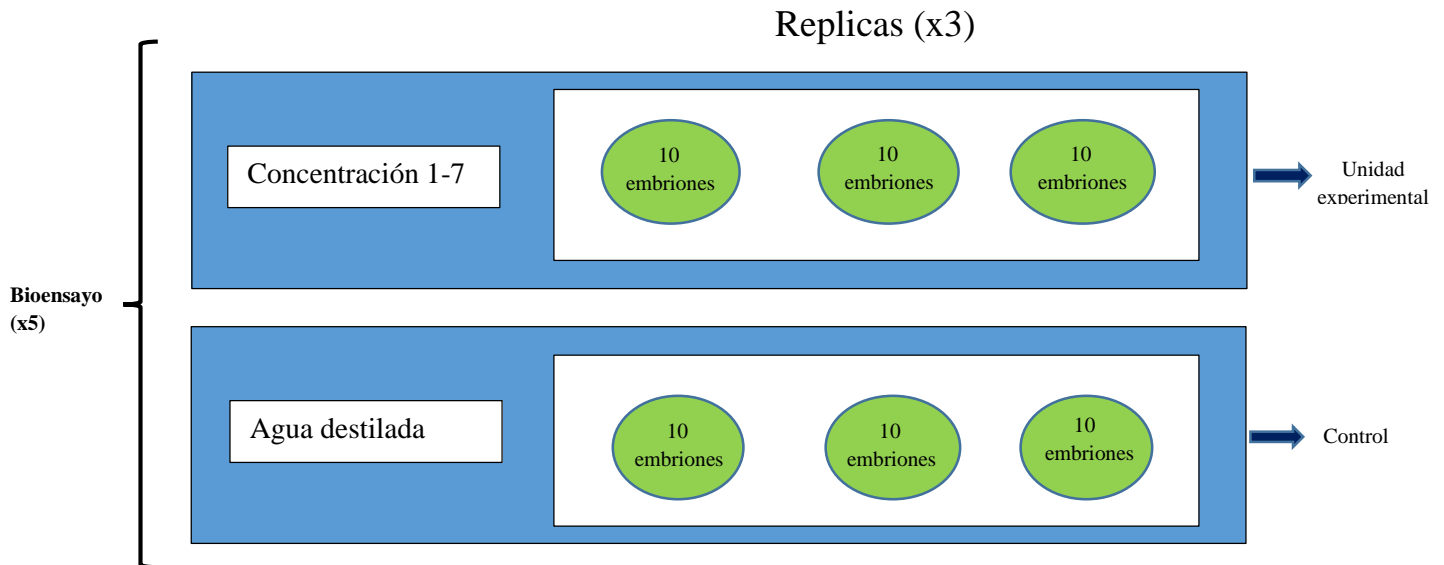 Replicas (x3)
Concentración 1-7
10
embriones
10
embriones
10
embriones
Unidad
experimental
Bioensayo
(x5)
Agua destilada
10
embriones
10
embriones
10
embriones
Control